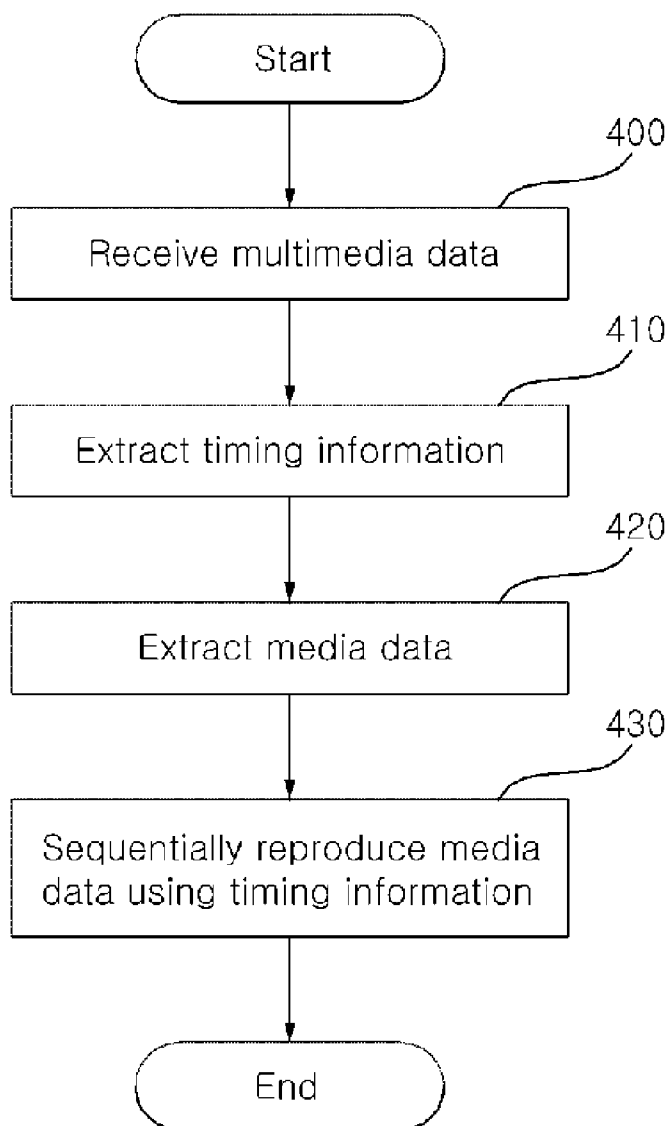 Start
400
Receive multimedia data
410
Extract timing information
420
Extract media data
430
Sequentially reproduce media
data using timing information
End